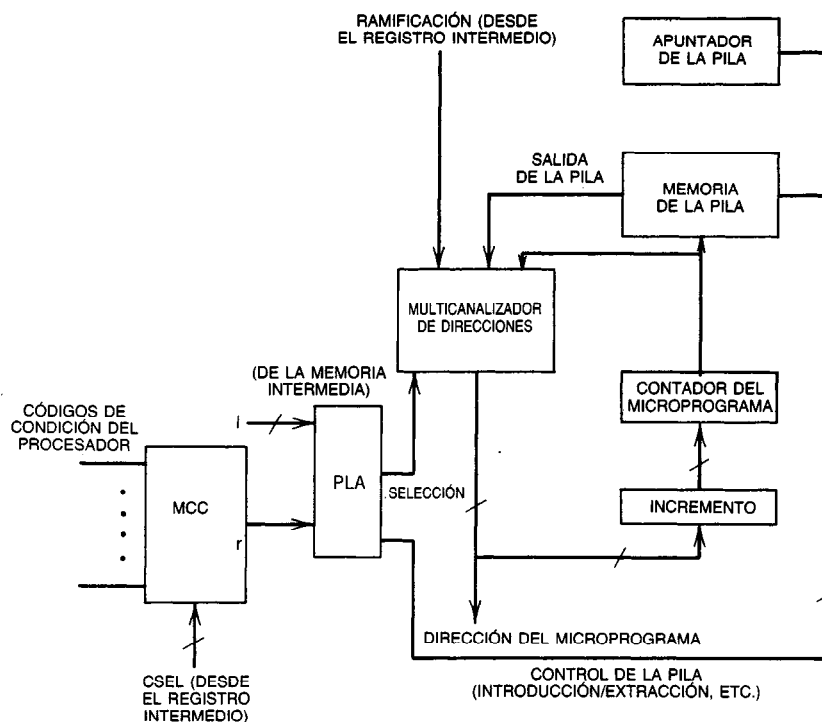 RAMIFICACIÓN (DESDE
EL REGISTRO INTERMEDIO)
APUNTADOR
DE LA PILA
SALIDA
DE LA PILA
MEMORIA
DE LA PILA
MULTICANALIZADOR
DE DIRECCIONES
(DE LA MEMORIA
INTERMEDIA)
CONTADOR DEL
MICROPROGRAMA
CÓDIGOS DE
CONDICIÓN DEL
PROCESADOR
I
PLA
SELECCIÓN
MCC
r
INCREMENTO
DIRECCIÓN DEL MICROPROGRAMA
CONTROL DE LA PILA
(INTRODUCCIÓN/EXTRACCIÓN, ETC.)
CSEL (DESDE
EL REGISTRO
INTERMEDIO)